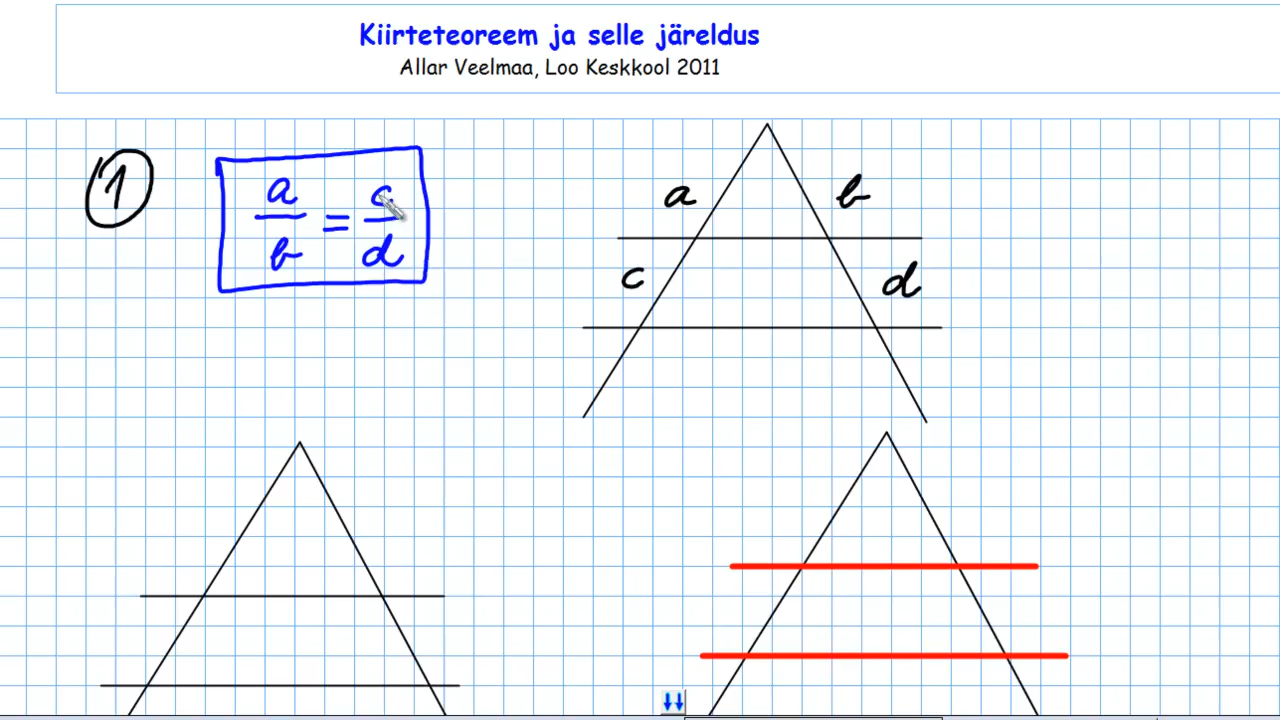 Kiirteteoreem ja selle järeldus
Allar Veelmaa, Loo Keskkool 2011
1
a/b = c/d
a b
c d